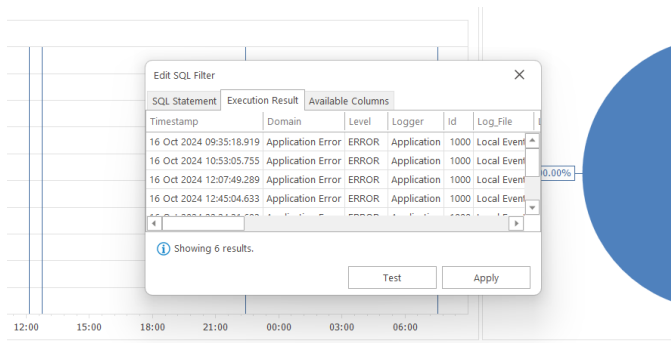 Edit SQL Filter
SQL Statement Execution Result Available Columns
Timestamp Domain Level Logger Id Log_File
16 Oct 2024 09:35:18.919 Application Error ERROR Application 1000 Local Event
16 Oct 2024 10:53:05.755 Application Error ERROR Application 1000 Local Event
16 Oct 2024 12:07:49.289 Application Error ERROR Application 1000 Local Event
16 Oct 2024 12:45:04.633 Application Error ERROR Application 1000 Local Event
00.00%
Showing 6 results.
Test Apply
12:00 15:00 18:00 21:00 00:00 03:00 06:00